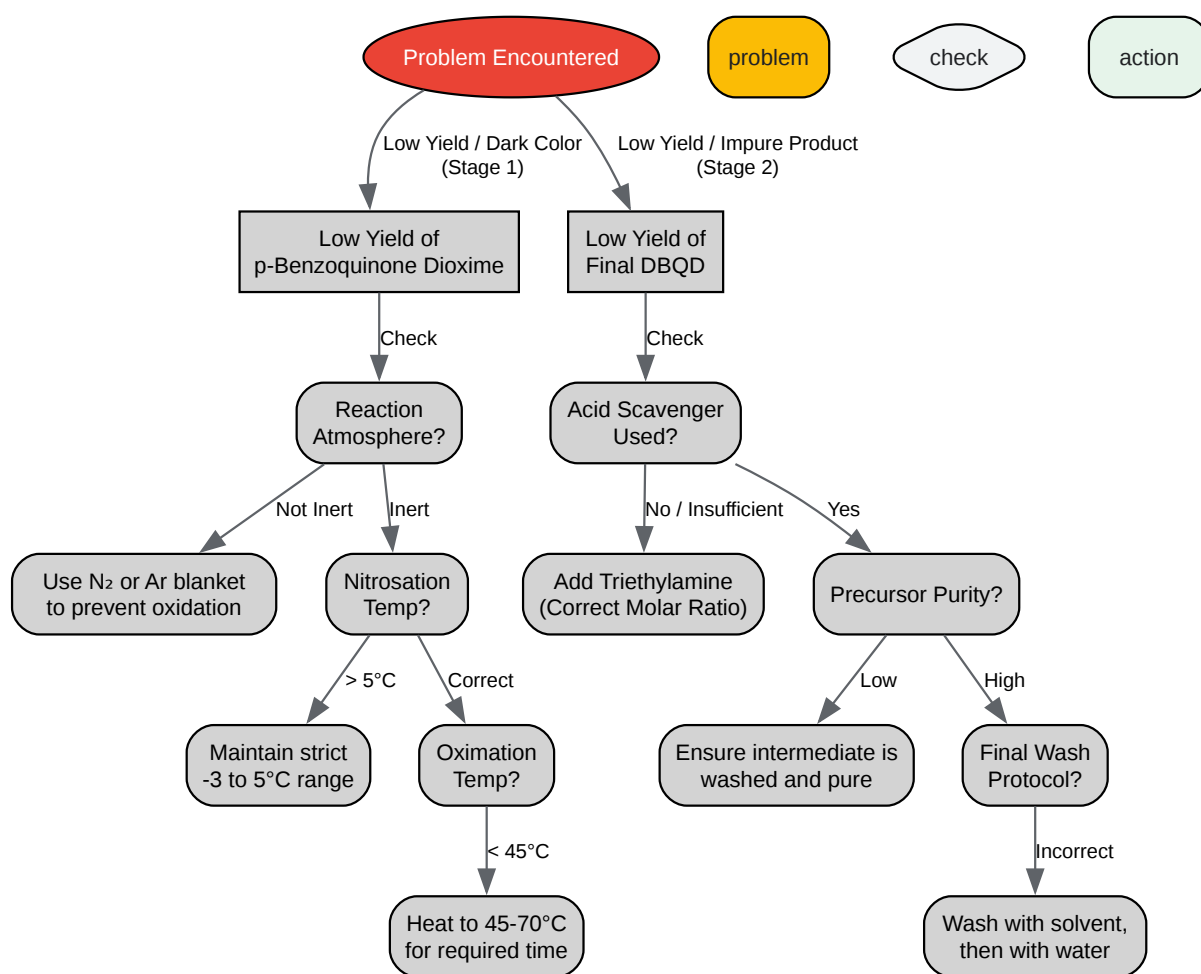 Problem Encountered
problem
check
action
Low Yield / Dark Color
(Stage 1)
Low Yield / Impure Product
(Stage 2)
Low Yield of
p-Benzoquinone Dioxime
Low Yield of
Final DBQD
Check
Check
Reaction
Atmosphere?
Acid Scavenger
Used?
Not Inert
Inert
No / Insufficient
Yes
Use N₂ or Ar blanket
to prevent oxidation
Nitrosation
Temp?
Add Triethylamine
(Correct Molar Ratio)
Precursor Purity?
> 5°C
Correct
Low
High
Maintain strict
-3 to 5°C range
Oximation
Temp?
Ensure intermediate is
washed and pure
Final Wash
Protocol?
< 45°C
Incorrect
Heat to 45-70°C
for required time
Wash with solvent,
then with water